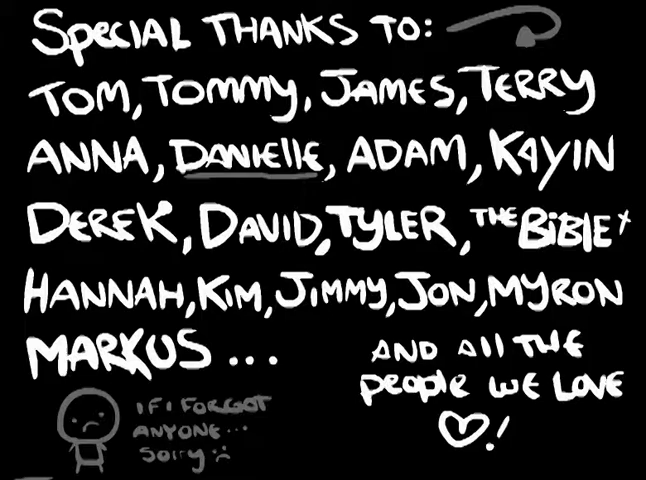 SPECIAL THANKS TO:
TOM, TOMMY, JAMES, TERRY
ANNA, DANIELLE, ADAM, KAYIN
DEREK, DAVID, TYLER, THE BIBLE
HANNAH, KIM, JIMMY, JON, MYRON
MARKUS...
AND ALL THE
PEOPLE WE LOVE
♡!
IF I FORGOT
ANYONE...
SORRY :(